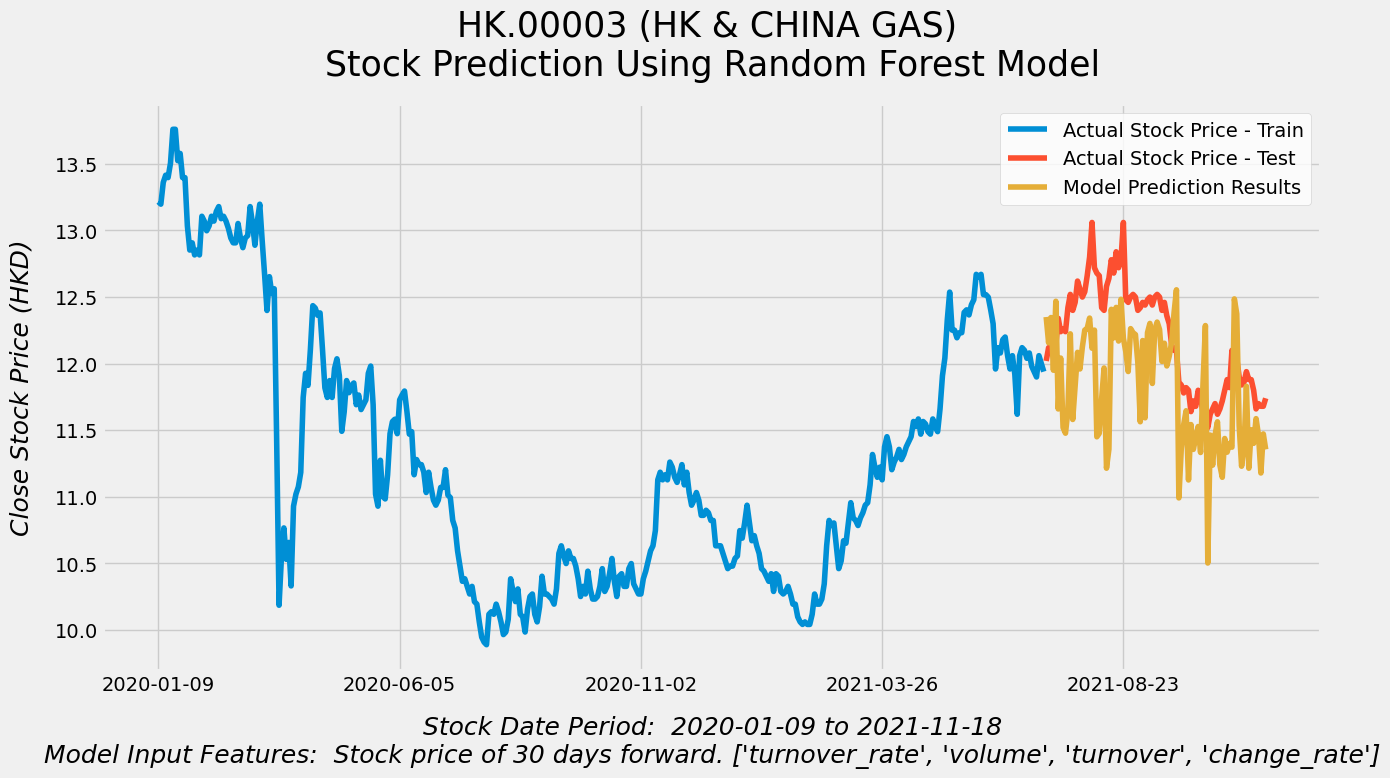 HK.00003 (HK & CHINA GAS)
Stock Prediction Using Random Forest Model
Actual Stock Price - Train
Actual Stock Price - Test
Model Prediction Results
Close Stock Price (HKD)
13.5
13.0
12.5
12.0
11.5
11.0
10.5
10.0
2020-01-09
2020-06-05
2020-11-02
2021-03-26
2021-08-23
Stock Date Period:  2020-01-09 to 2021-11-18
Model Input Features:  Stock price of 30 days forward. ['turnover_rate', 'volume', 'turnover', 'change_rate']